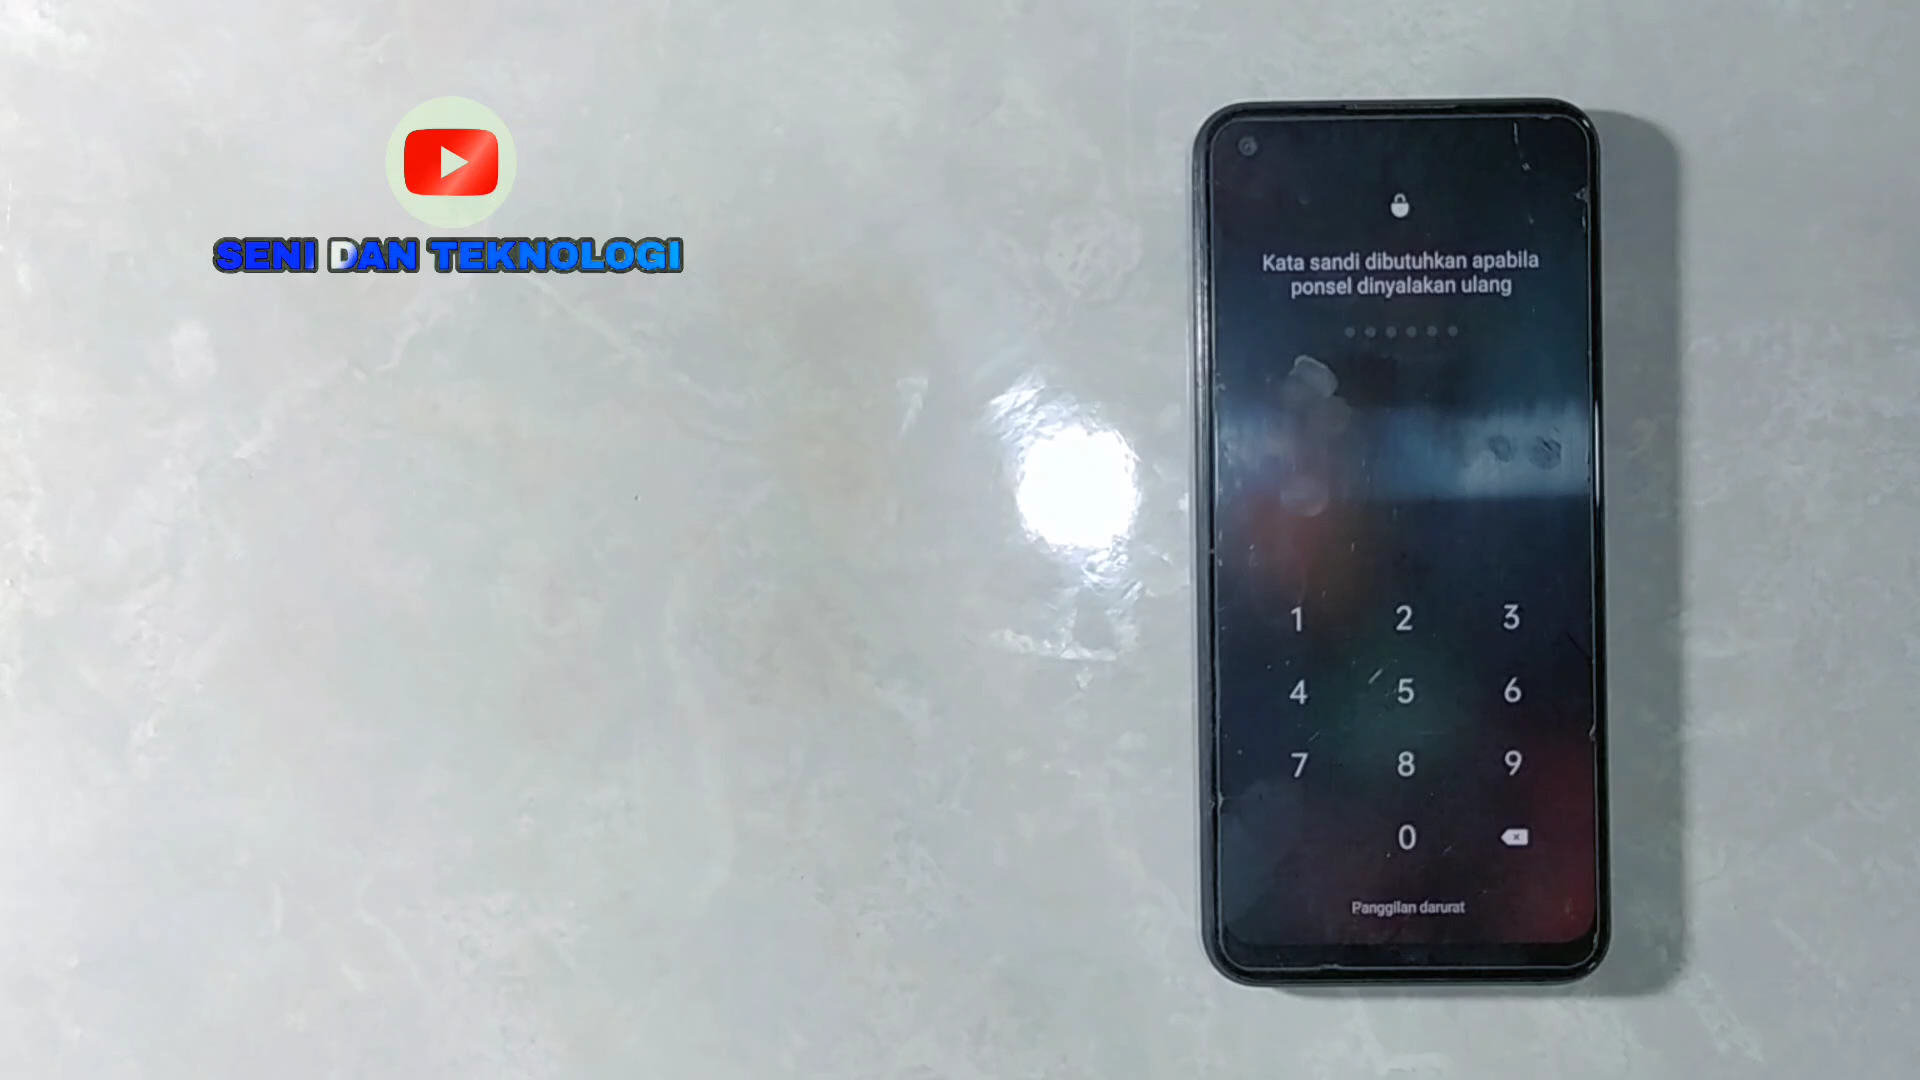 SENI DAN TEKNOLOGI
Kata sandi dibutuhkan apabila
ponsel dinyalakan ulang
1 2 3
4 5 6
7 8 9
0
Panggilan darurat